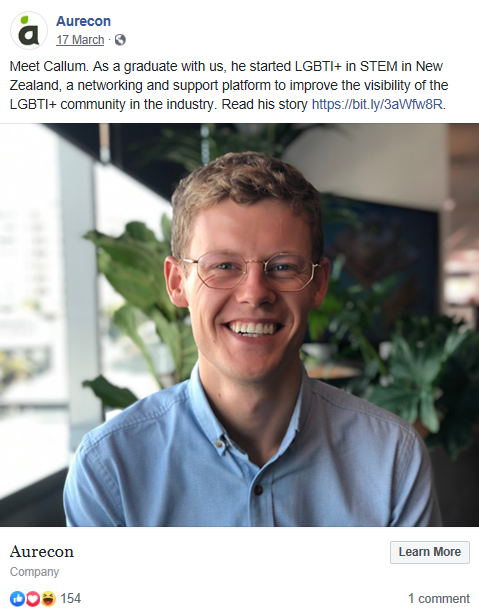 Aurecon
17 March ·
Meet Callum. As a graduate with us, he started LGBTI+ in STEM in New
Zealand, a networking and support platform to improve the visibility of the
LGBTI+ community in the industry. Read his story https://bit.ly/3aWfw8R.
Aurecon
Learn More
Company
154
1 comment